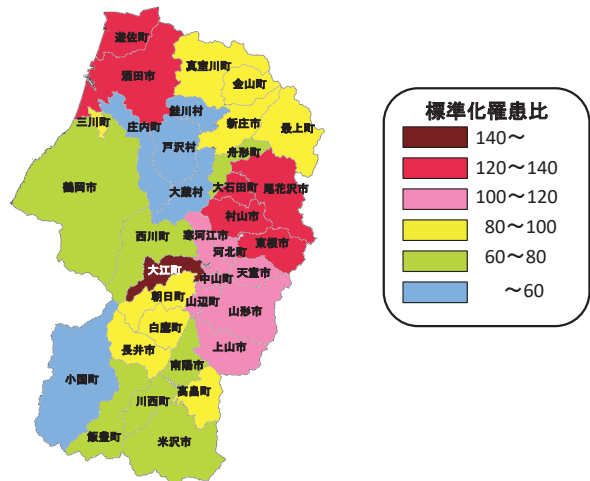 遊佐町
酒田市
真室川町
金山町
三川町
庄内町
鮭川村
新庄市
最上町
戸沢村
舟形町
鶴岡市
大蔵村
大石田町
尾花沢市
村山市
西川町
寒河江市
河北町
東根市
大江町
中山町
天童市
朝日町
山辺町
山形市
白鷹町
長井市
上山市
小国町
南陽市
高畠町
川西町
飯豊町
米沢市
標準化罹患比
140～
120～140
100～120
80～100
60～80
～60